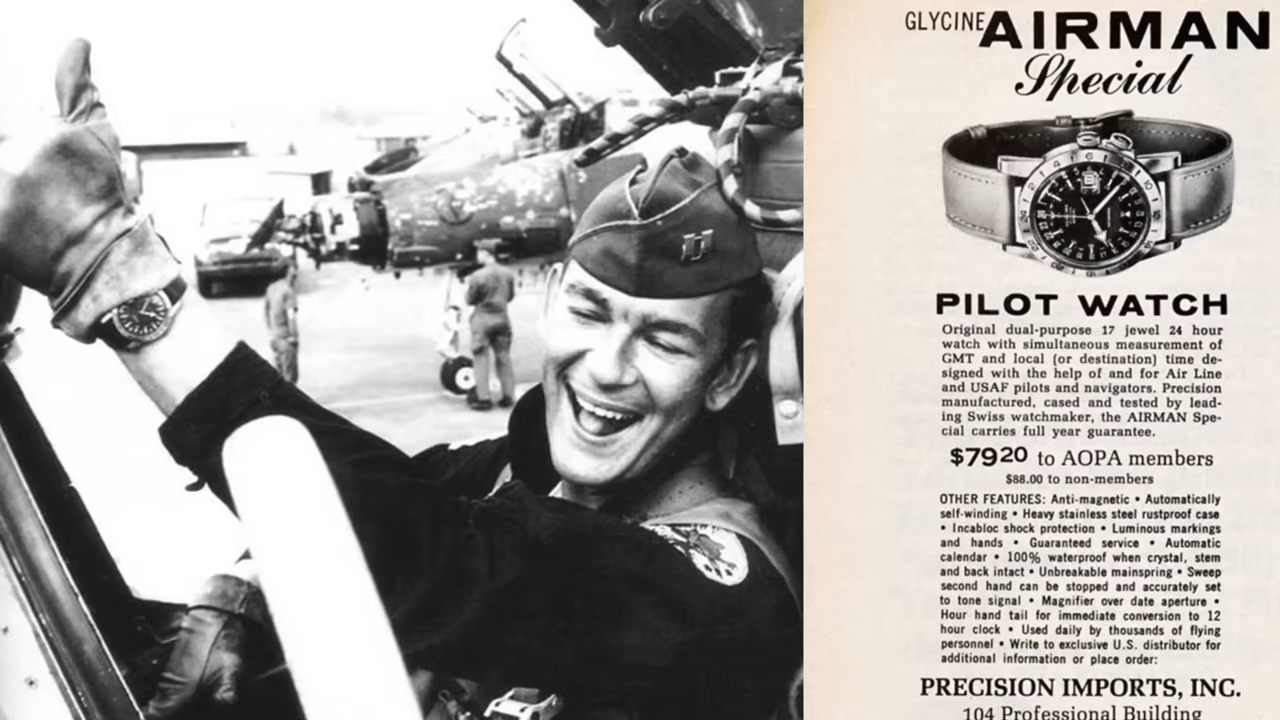 GLYCINE AIRMAN
Special
PILOT WATCH
Original dual-purpose 17 jewel 24 hour
watch with simultaneous measurement of
GMT and local (or destination) time de-
signed with the help of and for Air Line
and USAF pilots and navigators. Precision
manufactured, cased and tested by lead-
ing Swiss watchmaker, the AIRMAN Spe-
cial carries full year guarantee.
$7920 to AOPA members
$88.00 to non-members
OTHER FEATURES: Anti-magnetic • Automatically
self-winding • Heavy stainless steel rustproof case
• Incabloc shock protection • Luminous markings
and hands • Guaranteed service • Automatic
calendar • 100% waterproof when crystal, stem
and back intact • Unbreakable mainspring • Sweep
second hand can be stopped and accurately set
to tone signal • Magnifier over date aperture •
Hour hand tail for immediate conversion to 12
hour clock • Used daily by thousands of flying
personnel • Write to exclusive U.S. distributor for
additional information or place order:
PRECISION IMPORTS, INC.
104 Professional Building